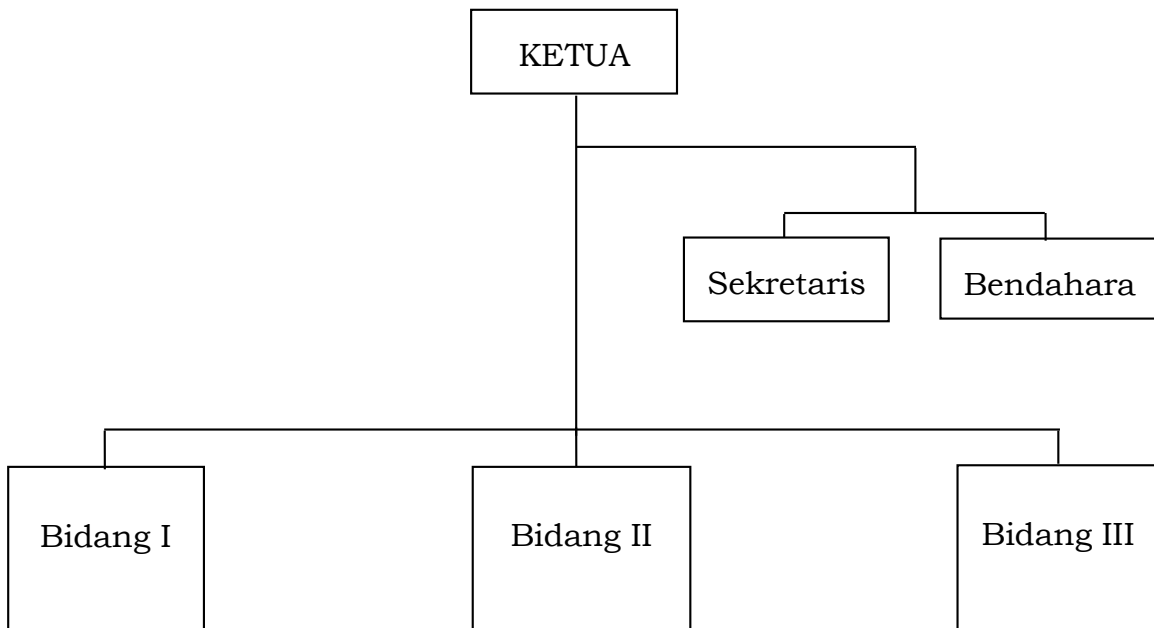 KETUA
Sekretaris
Bendahara
Bidang I
Bidang II
Bidang III